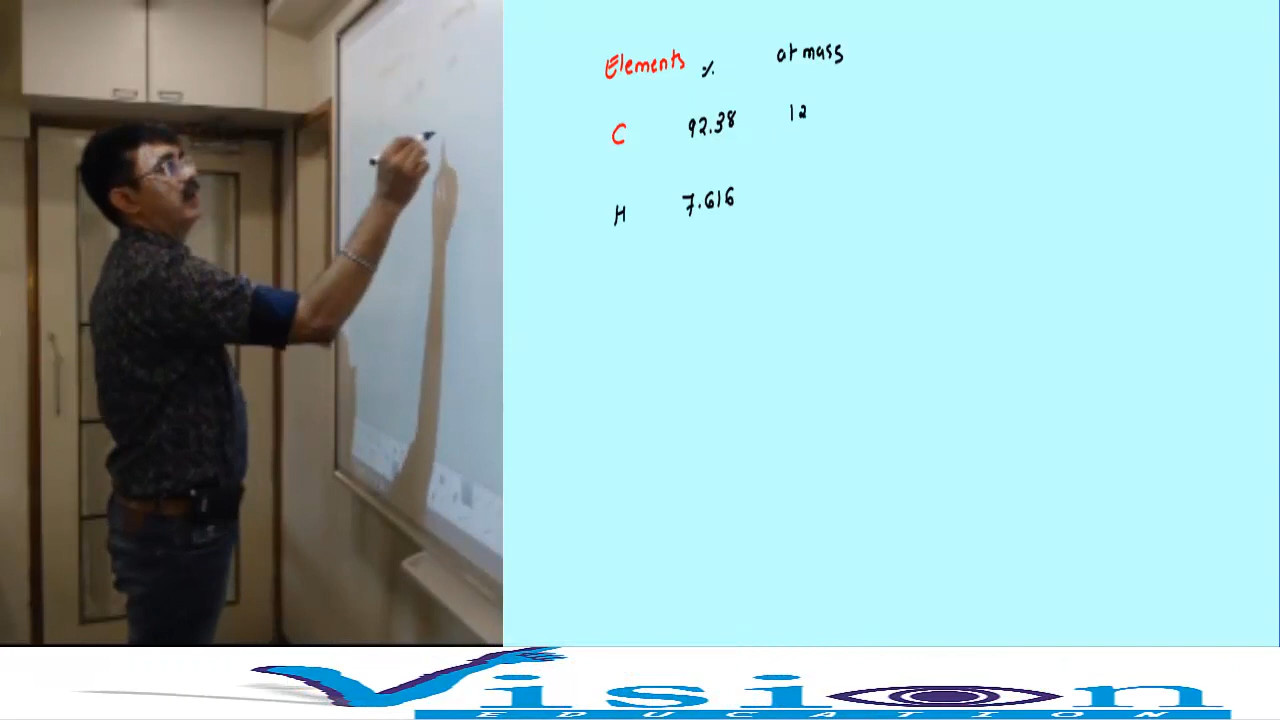 Elements % at mass
C 92.38 12
H 7.616
Vision
EDUCATION